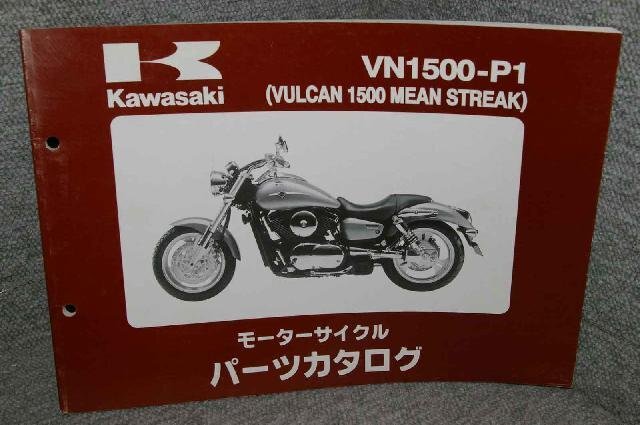 Kawasaki
VN1500-P1
(VULCAN 1500 MEAN STREAK)
モーターサイクル
パーツカタログ